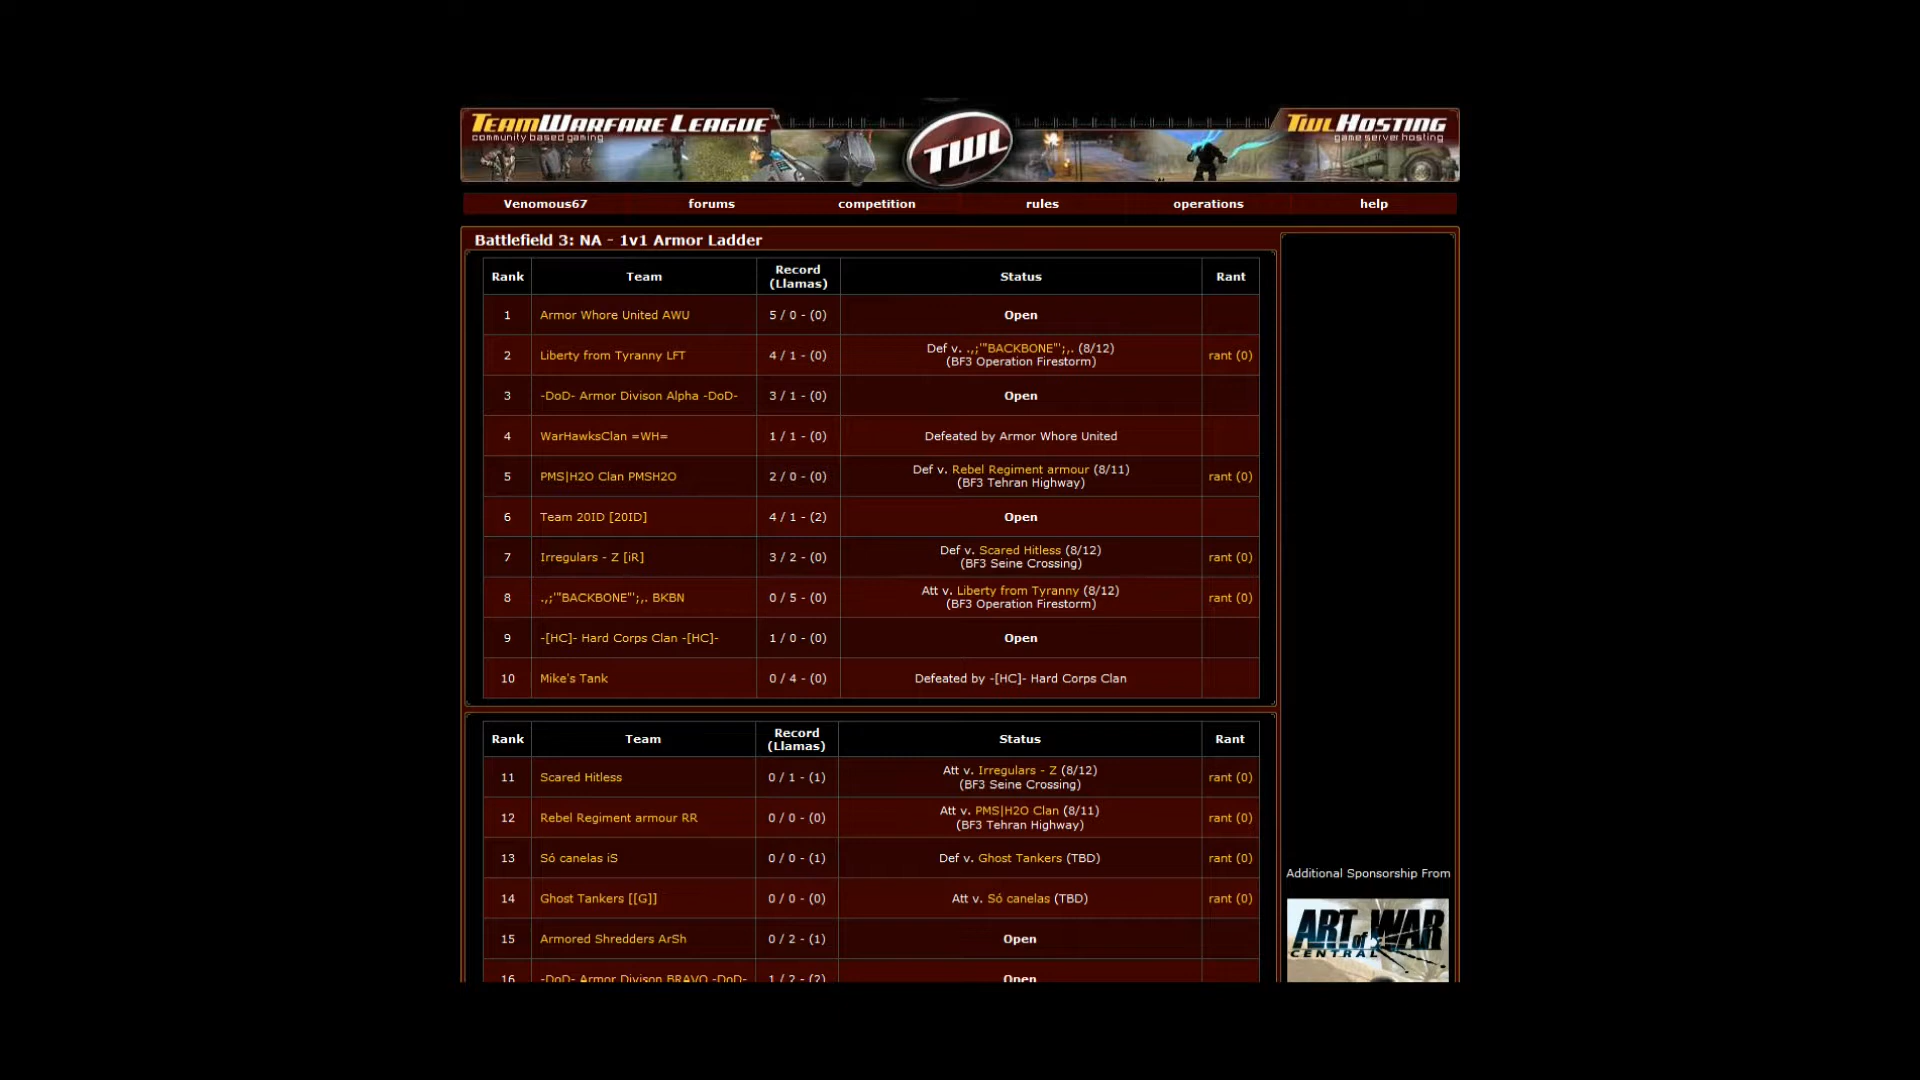 TEAMWARFARE LEAGUE™
community based gaming
TWL
TWLHOSTING
game server hosting
Venomous67 forums competition rules operations help
Battlefield 3: NA - 1v1 Armor Ladder
Rank Team Record (Llamas) Status Rant
1 Armor Whore United AWU 5 / 0 - (0) Open
2 Liberty from Tyranny LFT 4 / 1 - (0) Def v. .,;'"BACKBONE"';,. (8/12) rant (0)
(BF3 Operation Firestorm)
3 -DoD- Armor Divison Alpha -DoD- 3 / 1 - (0) Open
4 WarHawksClan =WH= 1 / 1 - (0) Defeated by Armor Whore United
5 PMS|H2O Clan PMSH2O 2 / 0 - (0) Def v. Rebel Regiment armour (8/11) rant (0)
(BF3 Tehran Highway)
6 Team 20ID [20ID] 4 / 1 - (2) Open
7 Irregulars - Z [iR] 3 / 2 - (0) Def v. Scared Hitless (8/12) rant (0)
(BF3 Seine Crossing)
8 .,;'"BACKBONE"';,. BKBN 0 / 5 - (0) Att v. Liberty from Tyranny (8/12) rant (0)
(BF3 Operation Firestorm)
9 -[HC]- Hard Corps Clan -[HC]- 1 / 0 - (0) Open
10 Mike's Tank 0 / 4 - (0) Defeated by -[HC]- Hard Corps Clan
Rank Team Record (Llamas) Status Rant
11 Scared Hitless 0 / 1 - (1) Att v. Irregulars - Z (8/12) rant (0)
(BF3 Seine Crossing)
12 Rebel Regiment armour RR 0 / 0 - (0) Att v. PMS|H2O Clan (8/11) rant (0)
(BF3 Tehran Highway)
13 Só canelas iS 0 / 0 - (1) Def v. Ghost Tankers (TBD) rant (0)
14 Ghost Tankers [[G]] 0 / 0 - (0) Att v. Só canelas (TBD) rant (0)
15 Armored Shredders ArSh 0 / 2 - (1) Open
16 -DoD- Armor Divison BRAVO -DoD- 1 / 2 - (2) Open
Additional Sponsorship From
ART of WAR
CENTRAL